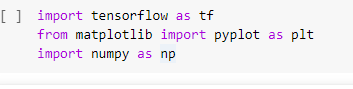 [ ] import tensorflow as tf
from matplotlib import pyplot as plt
import numpy as np